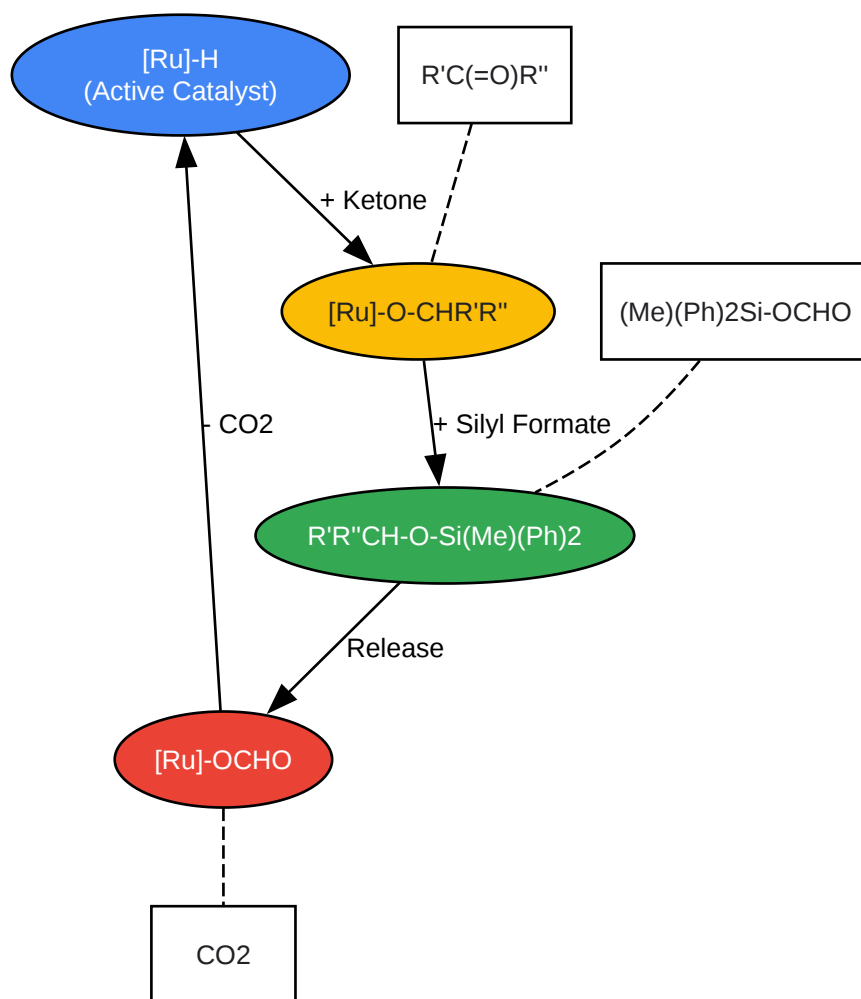 [Ru]-H
(Active Catalyst)
R'C(=O)R''
+ Ketone
[Ru]-O-CHR'R''
(Me)(Ph)2Si-OCHO
- CO2
+ Silyl Formate
R'R''CH-O-Si(Me)(Ph)2
Release
[Ru]-OCHO
CO2